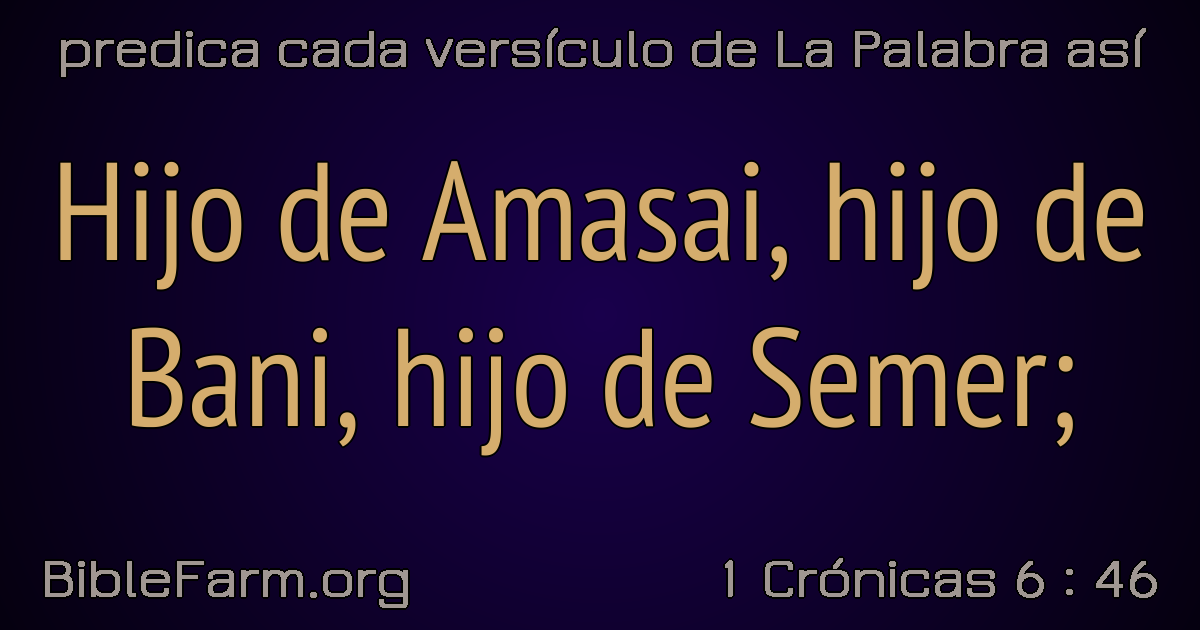 predica cada versículo de La Palabra así
Hijo de Amasai, hijo de
Bani, hijo de Semer;
BibleFarm.org
1 Crónicas 6 : 46